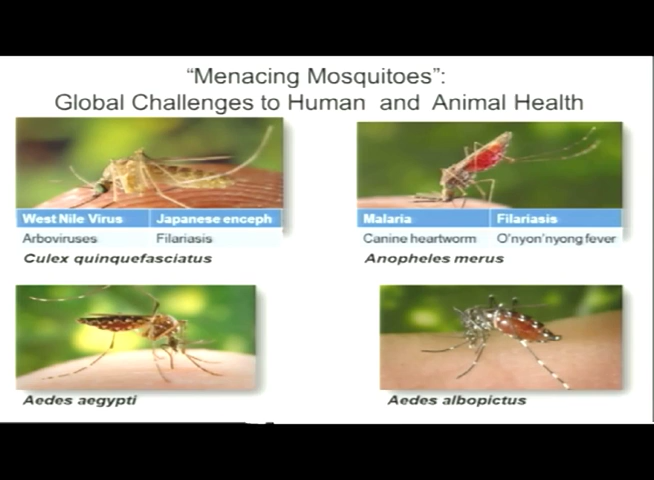 “Menacing Mosquitoes”:
Global Challenges to Human and Animal Health
West Nile Virus Japanese enceph
Arboviruses Filariasis
Culex quinquefasciatus
Malaria Filariasis
Canine heartworm O'nyon'nyong fever
Anopheles merus
Aedes aegypti
Aedes albopictus